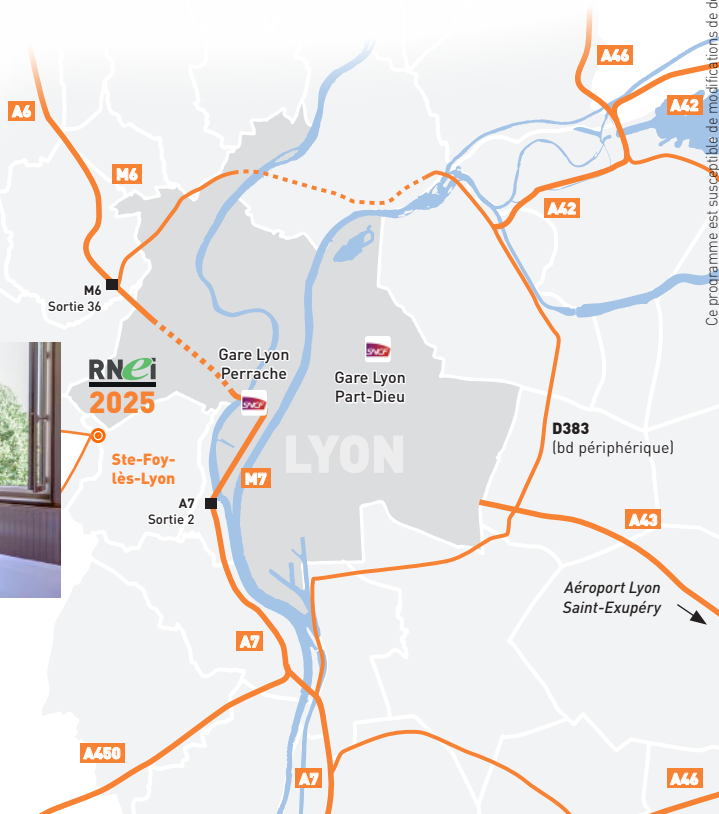 A46
A6
A42
M6
A42
M6
Sortie 36
SNCF
Gare Lyon
Perrache
Gare Lyon
Part-Dieu
RNei
2025
SNCF
D383
(bd périphérique)
LYON
Ste-Foy-
lès-Lyon
M7
A7
Sortie 2
A43
Aéroport Lyon
Saint-Exupéry
A7
A450
A7
A46
Ce programme est susceptible de modifications de de